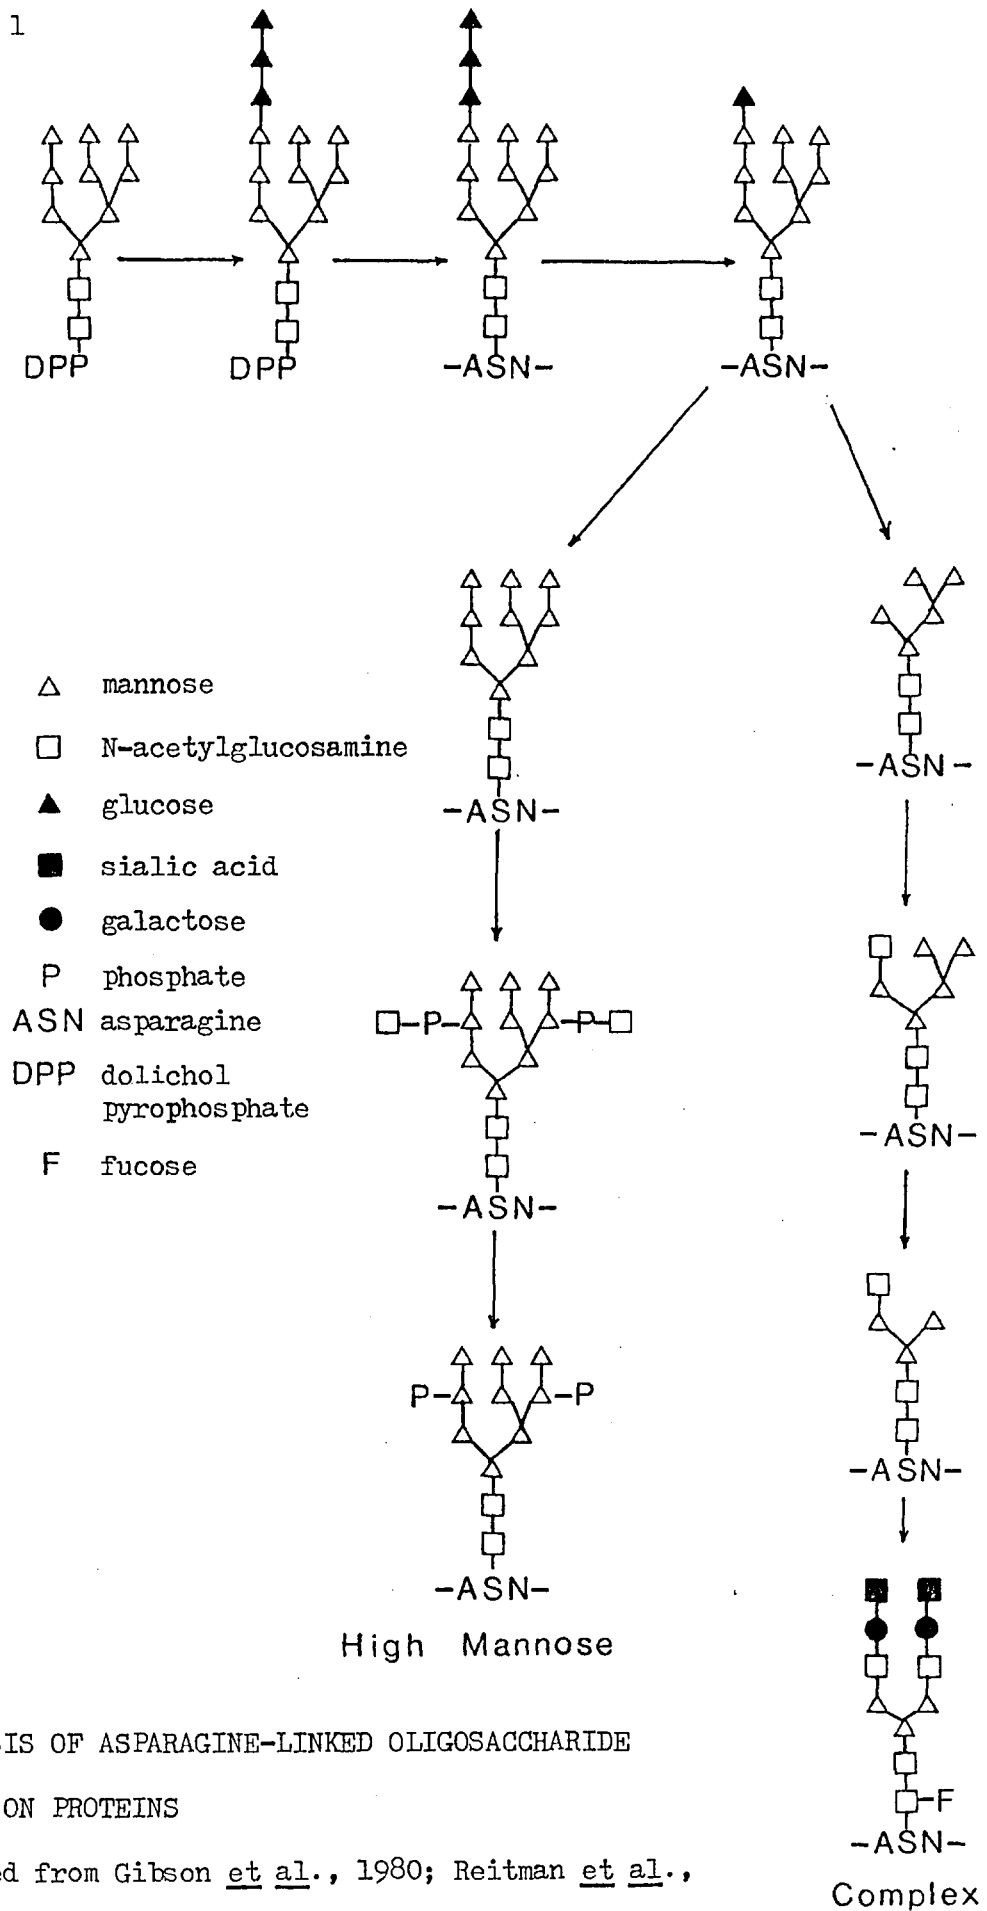 1
DPP
DPP
-ASN-
-ASN-
-ASN-
-ASN-
mannose
N-acetylglucosamine
glucose
sialic acid
galactose
P phosphate
ASN asparagine
DPP dolichol
pyrophosphate
F fucose
-P-
-P-
-ASN-
-ASN-
P-
-P
-ASN-
High Mannose
-ASN-
-F
-ASN-
Complex
IS OF ASPARAGINE-LINKED OLIGOSACCHARIDE
ON PROTEINS
ed from Gibson et al., 1980; Reitman et al.,